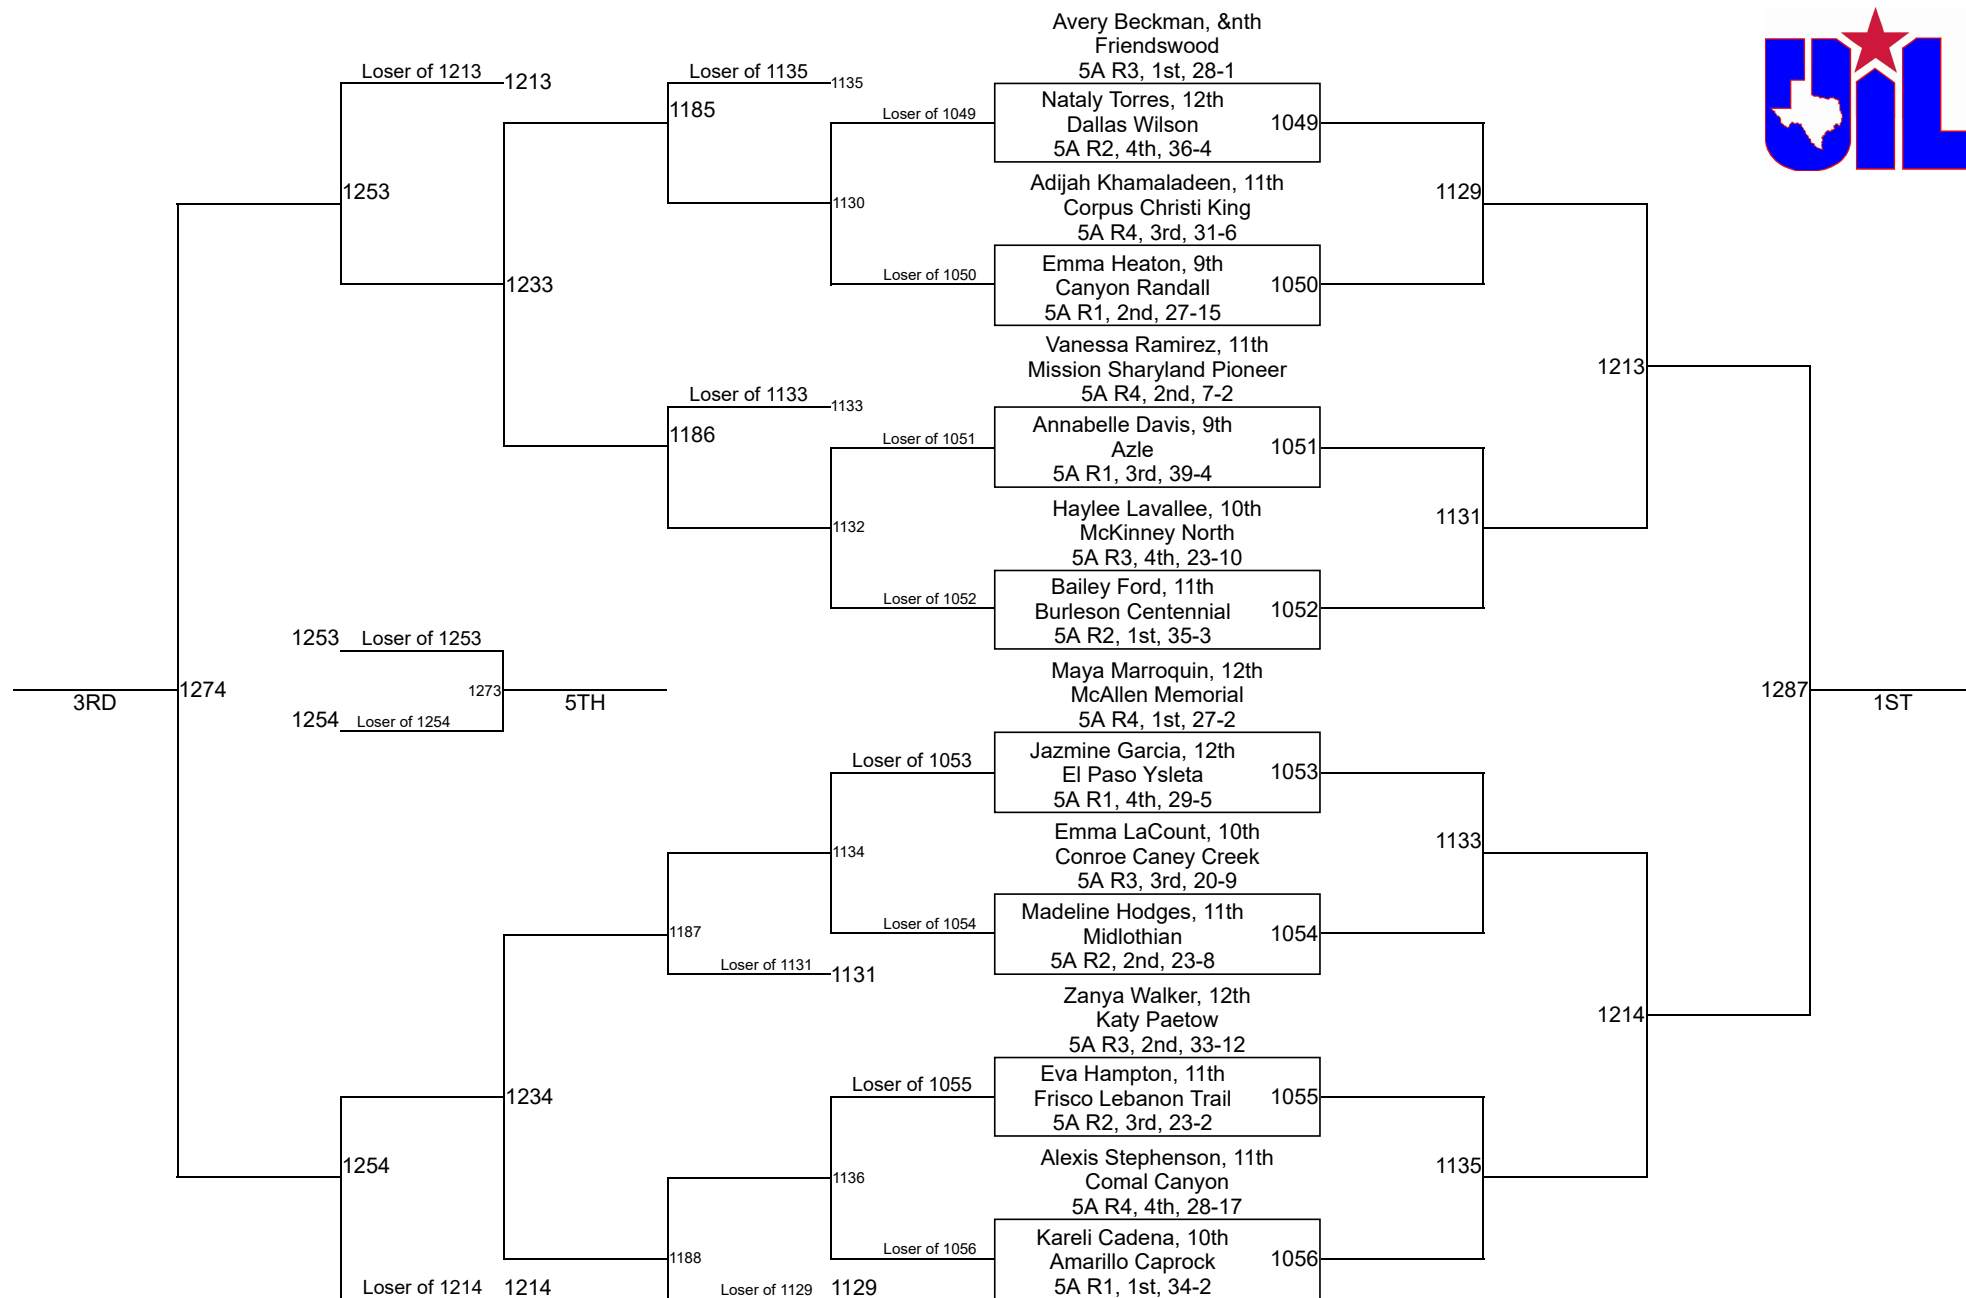 Avery Beckman, &nth
Friendswood
5A R3, 1st, 28-1
UIL
Loser of 1213
1213
Loser of 1135
1135
1185
Loser of 1049
Nataly Torres, 12th
Dallas Wilson
5A R2, 4th, 36-4
1049
Adijah Khamaladeen, 11th
Corpus Christi King
5A R4, 3rd, 31-6
1253
1130
1129
Loser of 1050
Emma Heaton, 9th
Canyon Randall
5A R1, 2nd, 27-15
1050
1233
Vanessa Ramirez, 11th
Mission Sharyland Pioneer
5A R4, 2nd, 7-2
1213
Loser of 1133
1133
1186
Loser of 1051
Annabelle Davis, 9th
Azle
5A R1, 3rd, 39-4
1051
Haylee Lavallee, 10th
McKinney North
5A R3, 4th, 23-10
1132
1131
Loser of 1052
Bailey Ford, 11th
Burleson Centennial
5A R2, 1st, 35-3
1052
1253
Loser of 1253
Maya Marroquin, 12th
McAllen Memorial
5A R4, 1st, 27-2
3RD
1274
1273
5TH
1287
1ST
1254
Loser of 1254
Loser of 1053
Jazmine Garcia, 12th
El Paso Ysleta
5A R1, 4th, 29-5
1053
Emma LaCount, 10th
Conroe Caney Creek
5A R3, 3rd, 20-9
1134
1133
Loser of 1054
Madeline Hodges, 11th
Midlothian
5A R2, 2nd, 23-8
1054
1187
Loser of 1131
1131
Zanya Walker, 12th
Katy Paetow
5A R3, 2nd, 33-12
1214
1234
Loser of 1055
Eva Hampton, 11th
Frisco Lebanon Trail
5A R2, 3rd, 23-2
1055
Alexis Stephenson, 11th
Comal Canyon
5A R4, 4th, 28-17
1254
1136
1135
Loser of 1056
Kareli Cadena, 10th
Amarillo Caprock
5A R1, 1st, 34-2
1056
1188
Loser of 1214
1214
Loser of 1129
1129